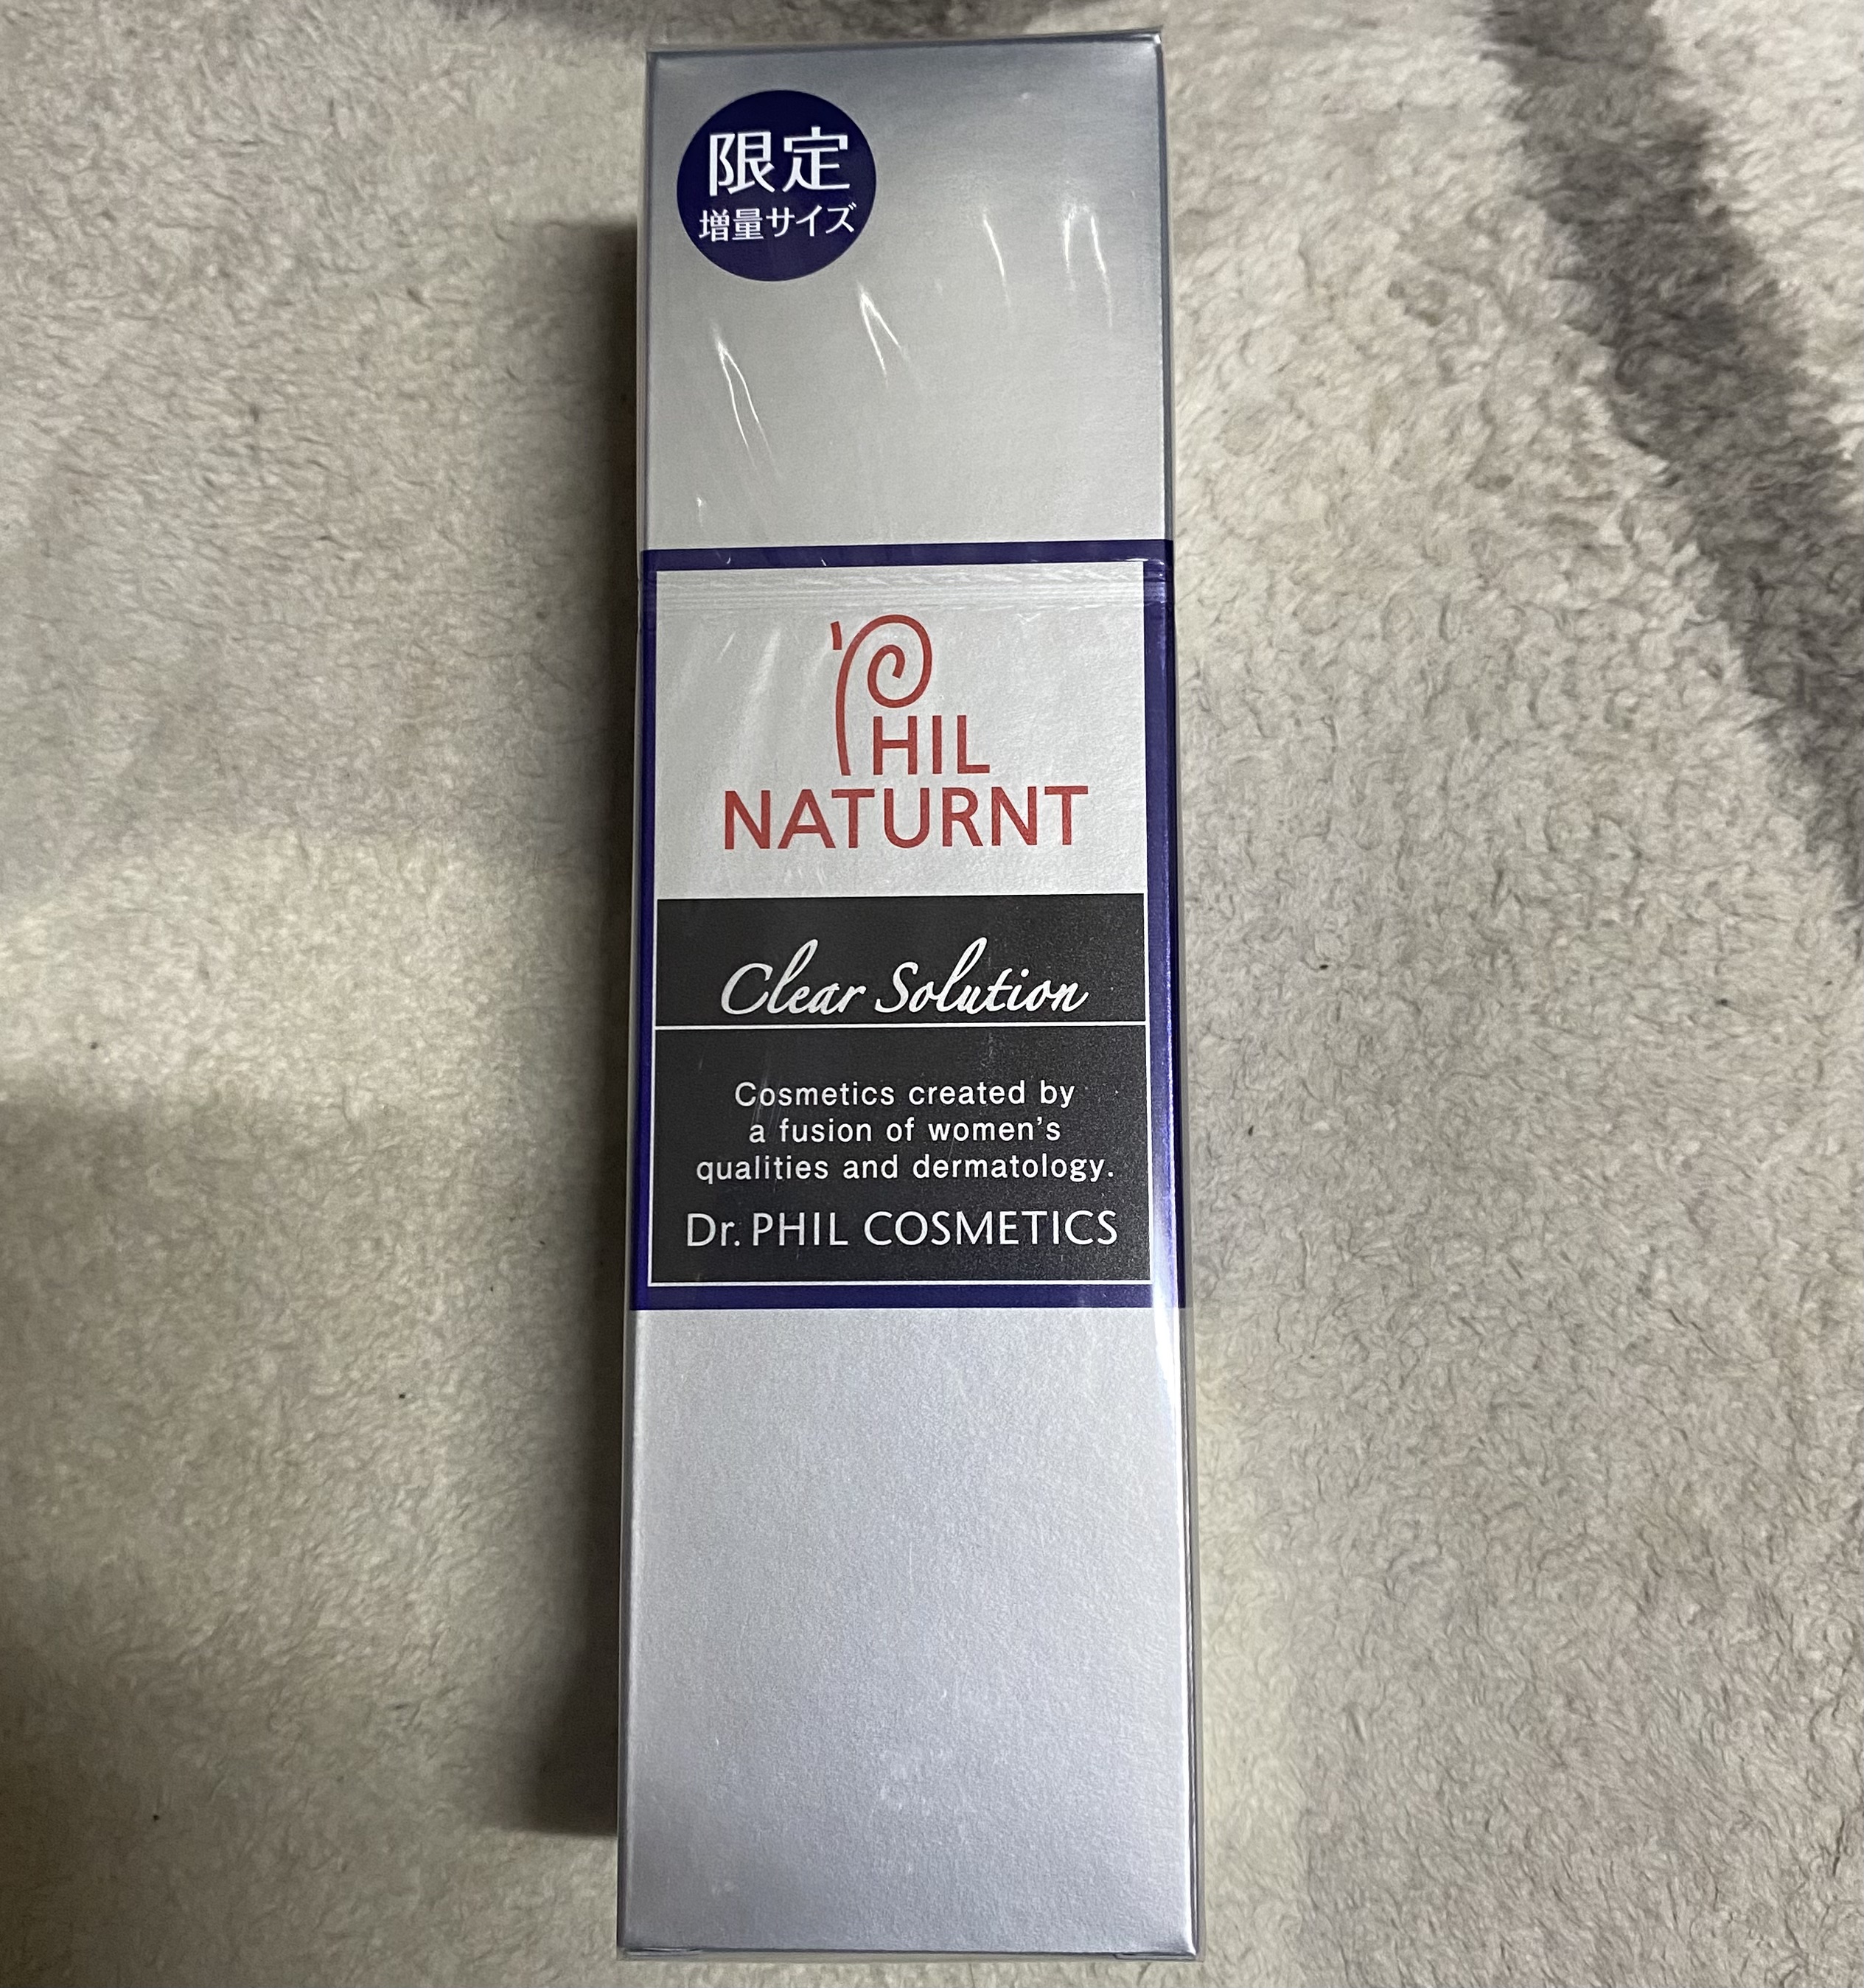 限定
増量サイズ
PHIL
NATURNT
Clear Solution
Cosmetics created by
a fusion of women's
qualities and dermatology.
Dr. PHIL COSMETICS